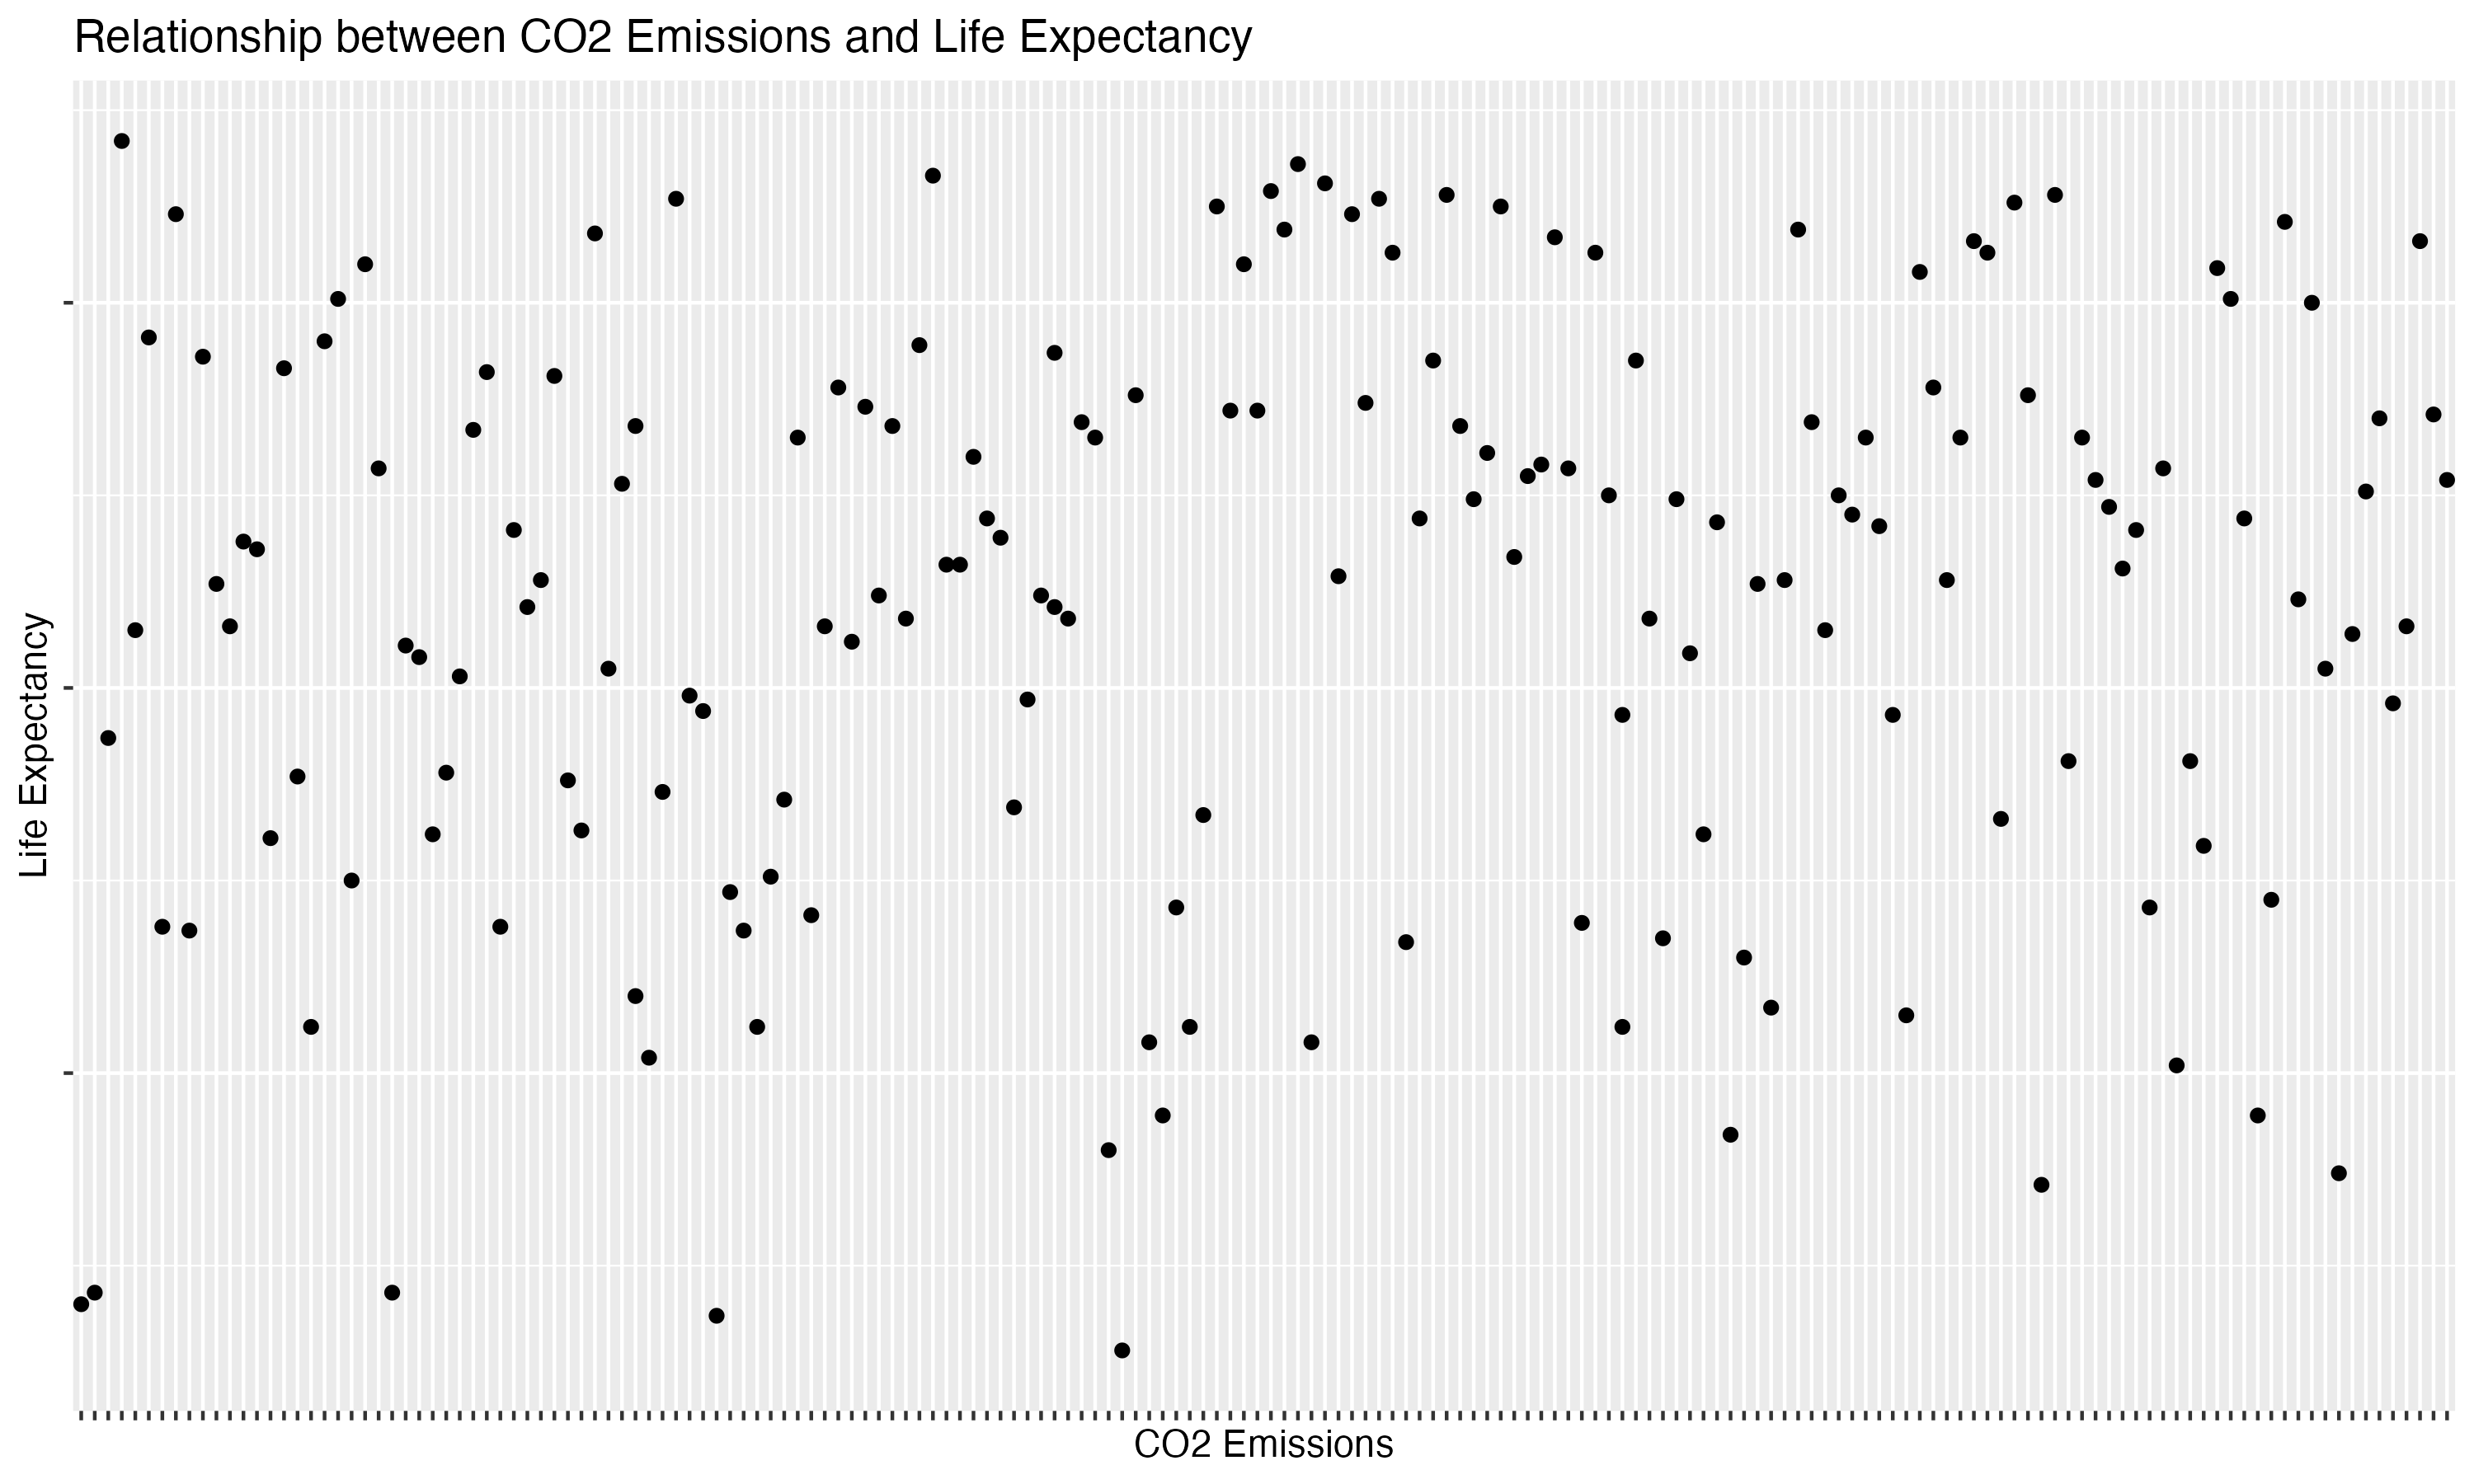 Relationship between CO2 Emissions and Life Expectancy
Life Expectancy
CO2 Emissions